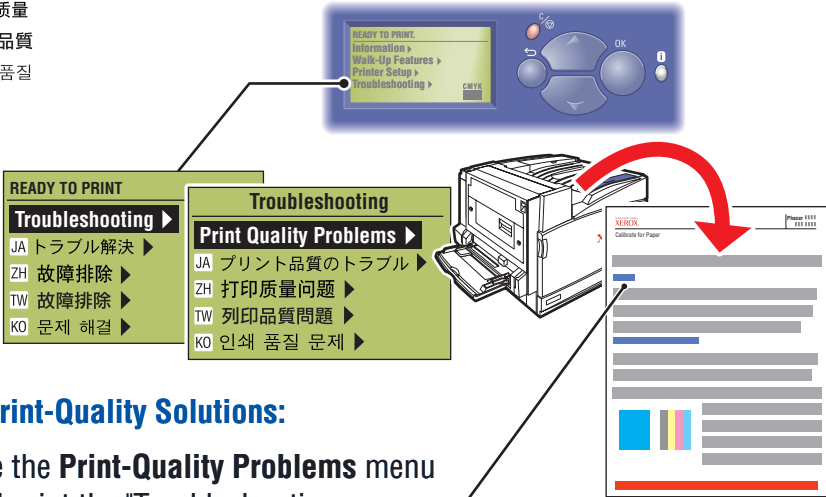 质量
品質
품질
READY TO PRINT.
Information
Walk-Up Features
Printer Setup
Troubleshooting
CMYK
C/
OK
i
READY TO PRINT
Troubleshooting
JA トラブル解決
ZH 故障排除
TW 故障排除
KO 문제 해결
Troubleshooting
Print Quality Problems
JA プリント品質のトラブル
ZH 打印质量问题
TW 列印品質問題
KO 인쇄 품질 문제
XEROX
Phaser
Calibrate for Paper
rint-Quality Solutions:
e the Print-Quality Problems menu